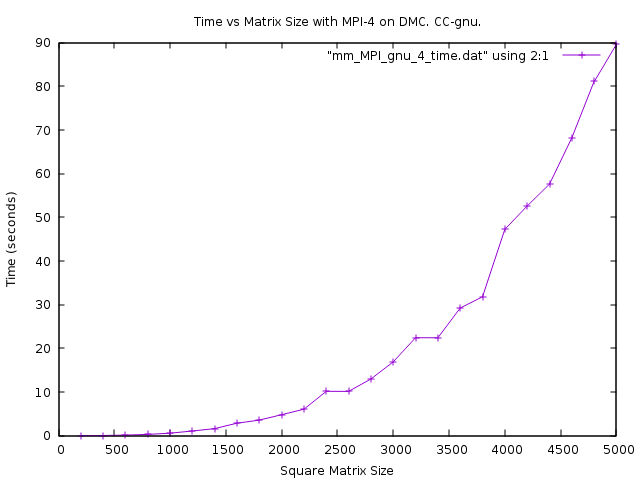 Time vs Matrix Size with MPI-4 on DMC. CC-gnu.
"mm_MPI_gnu_4_time.dat" using 2:1
90
80
70
60
50
40
30
20
10
0
Time (seconds)
0 500 1000 1500 2000 2500 3000 3500 4000 4500 5000
Square Matrix Size